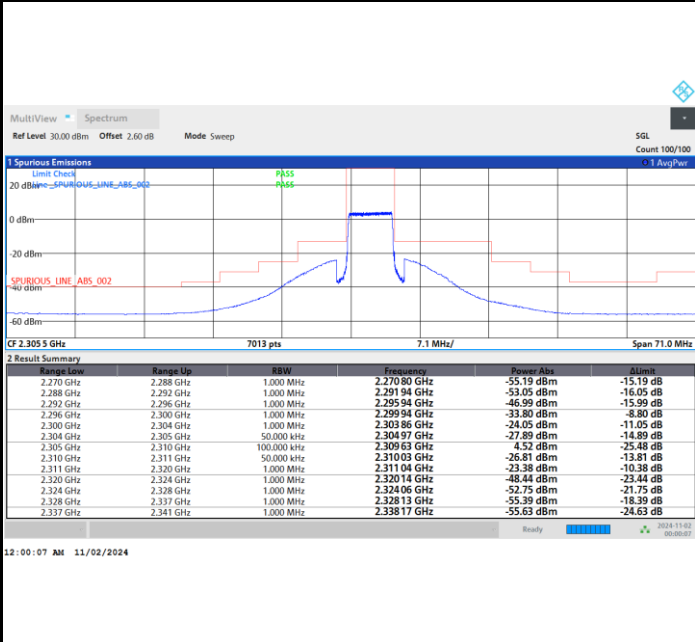 MultiView Spectrum
Ref Level 30.00 dBm Offset 2.60 dB Mode Sweep SGL
Count 100/100
1 Spurious Emissions 1 AvgPwr
Limit Check PASS
Line _SPURIOUS_LINE_ABS_002 PASS
20 dBm
0 dBm
-20 dBm
_SPURIOUS_LINE_ABS_002
-40 dBm
-60 dBm
CF 2.305 5 GHz 7013 pts 7.1 MHz/ Span 71.0 MHz
2 Result Summary
Range Low Range Up RBW Frequency Power Abs ΔLimit
2.270 GHz 2.288 GHz 1.000 MHz 2.270 80 GHz -55.19 dBm -15.19 dB
2.288 GHz 2.292 GHz 1.000 MHz 2.291 94 GHz -53.05 dBm -16.05 dB
2.292 GHz 2.296 GHz 1.000 MHz 2.295 94 GHz -46.99 dBm -15.99 dB
2.296 GHz 2.300 GHz 1.000 MHz 2.299 94 GHz -33.80 dBm -8.80 dB
2.300 GHz 2.304 GHz 1.000 MHz 2.303 86 GHz -24.05 dBm -11.05 dB
2.304 GHz 2.305 GHz 50.000 kHz 2.304 97 GHz -27.89 dBm -14.89 dB
2.305 GHz 2.310 GHz 100.000 kHz 2.309 63 GHz 4.52 dBm -25.48 dB
2.310 GHz 2.311 GHz 50.000 kHz 2.310 03 GHz -26.81 dBm -13.81 dB
2.311 GHz 2.320 GHz 1.000 MHz 2.311 04 GHz -23.38 dBm -10.38 dB
2.320 GHz 2.324 GHz 1.000 MHz 2.320 14 GHz -48.44 dBm -23.44 dB
2.324 GHz 2.328 GHz 1.000 MHz 2.324 06 GHz -52.75 dBm -21.75 dB
2.328 GHz 2.337 GHz 1.000 MHz 2.328 13 GHz -55.39 dBm -18.39 dB
2.337 GHz 2.341 GHz 1.000 MHz 2.338 17 GHz -55.63 dBm -24.63 dB
Ready 2024-11-02
00:00:07
12:00:07 AM 11/02/2024